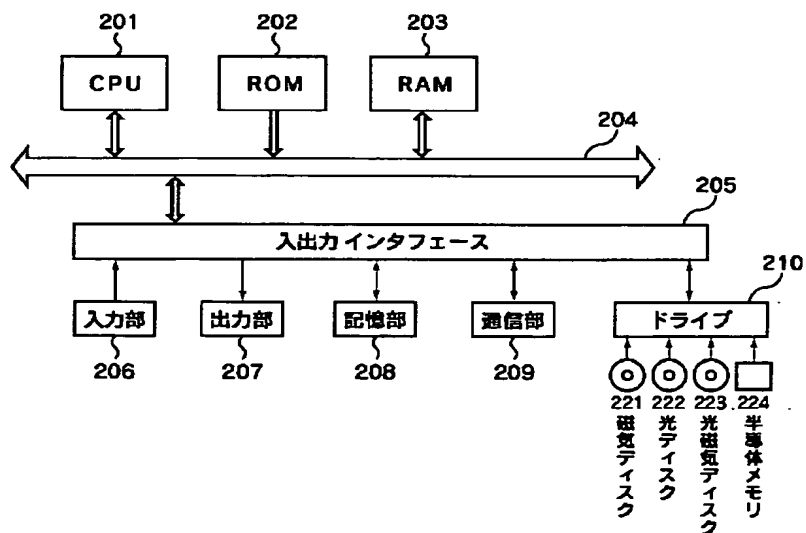 201
202
203
CPU
ROM
RAM
204
205
入出力インタフェース
210
入力部
出力部
記憶部
通信部
ドライブ
206
207
208
209
221
222
223
224
磁気ディスク
光ディスク
光磁気ディスク
半導体メモリ